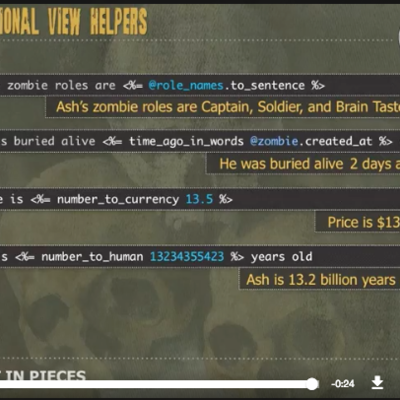 IONAL VIEW HELPERS
zombie roles are <%= @role_names.to_sentence %>
Ash's zombie roles are Captain, Soldier, and Brain Taste
s buried alive <%= time_ago_in_words @zombie.created_at %>
He was buried alive 2 days a
e is <%= number_to_currency 13.5 %>
Price is $13
s <%= number_to_human 13234355423 %> years old
Ash is 13.2 billion years
IN PIECES
-0:24